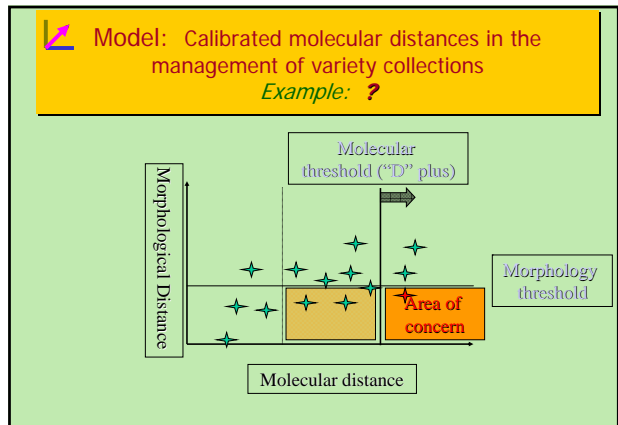 Model: Calibrated molecular distances in the
management of variety collections
Example: ?
Molecular
threshold ("D" plus)
Morphological Distance
Morphology
threshold
Area of
concern
Molecular distance